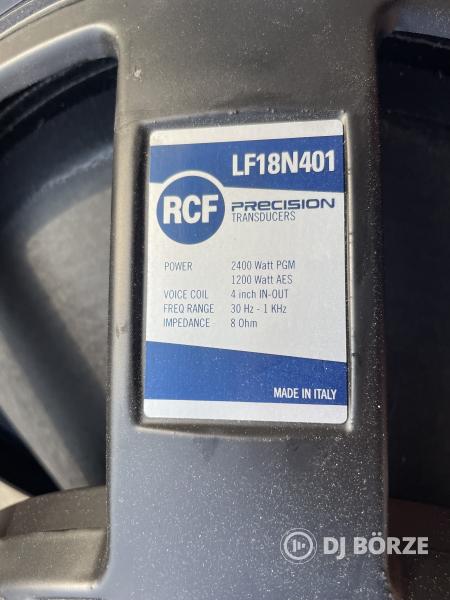 LF18N401
RCF PRECISION
TRANSDUCERS
POWER 2400 Watt PGM
1200 Watt AES
VOICE COIL 4 inch IN-OUT
FREQ RANGE 30 Hz - 1 KHz
IMPEDANCE 8 Ohm
MADE IN ITALY
DJ BÖRZE